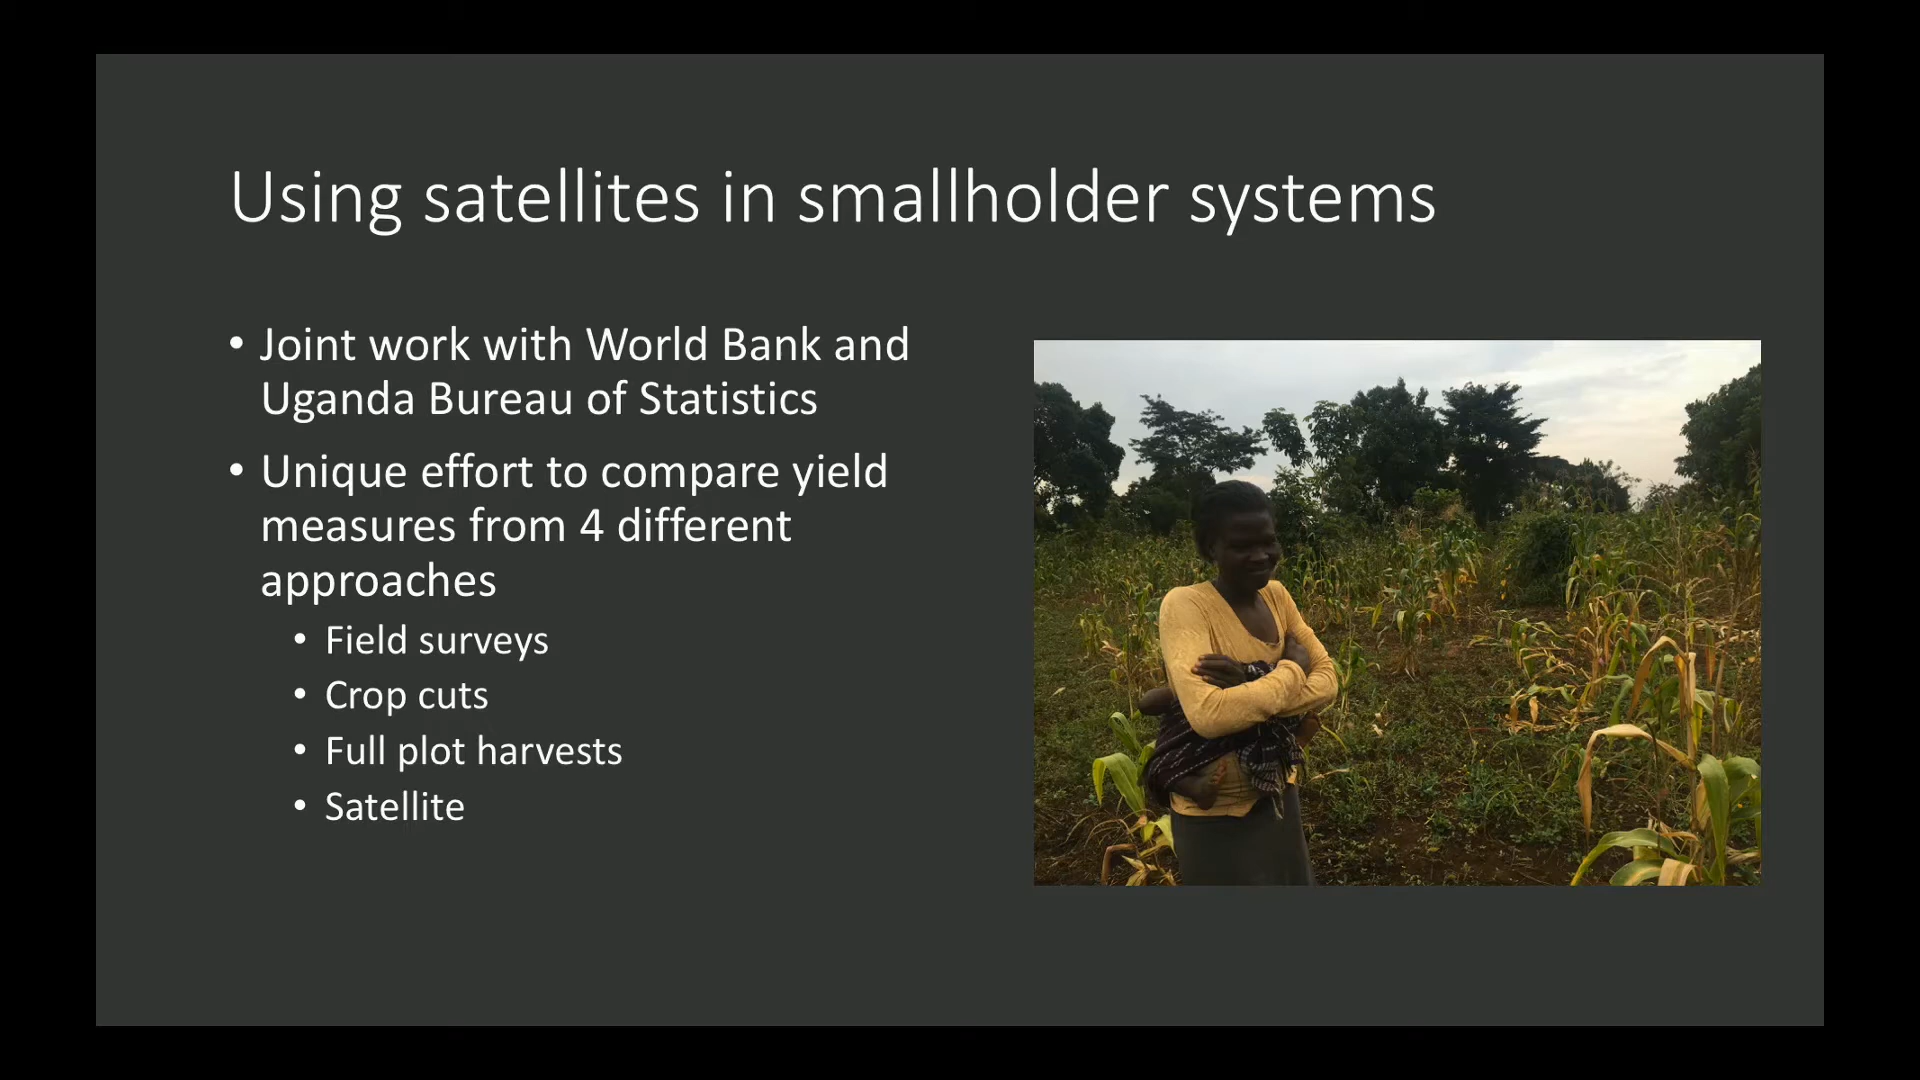 Using satellites in smallholder systems
• Joint work with World Bank and
Uganda Bureau of Statistics
• Unique effort to compare yield
measures from 4 different
approaches
• Field surveys
• Crop cuts
• Full plot harvests
• Satellite